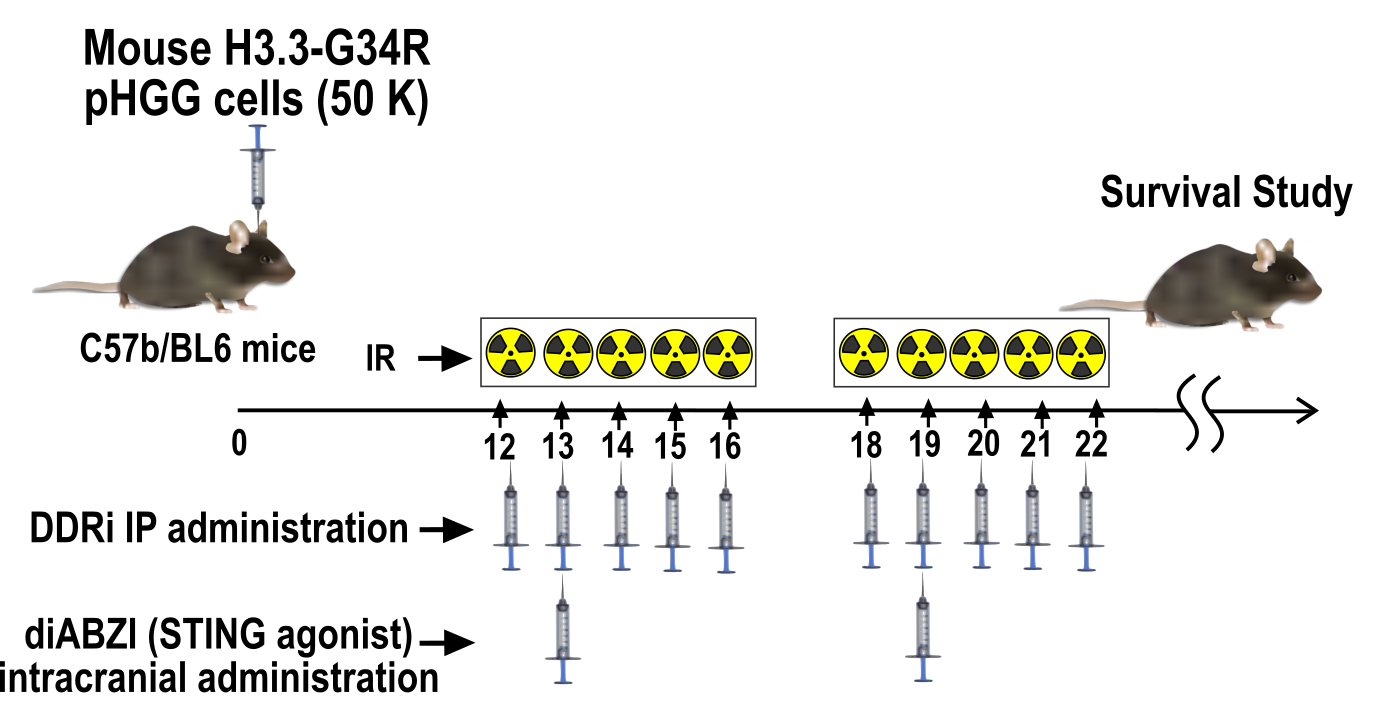 Mouse H3.3-G34R
pHGG cells (50 K)
Survival Study
C57b/BL6 mice
IR
0
12 13 14 15 16 18 19 20 21 22
DDRi IP administration
diABZI (STING agonist)
intracranial administration